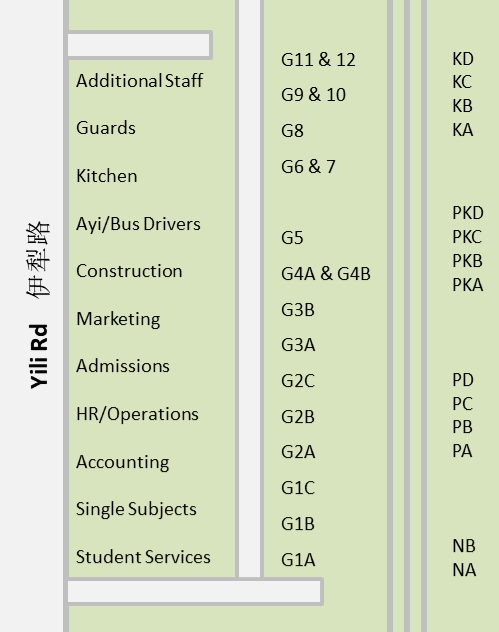 Yili Rd 伊犁路
Additional Staff
Guards
Kitchen
Ayi/Bus Drivers
Construction
Marketing
Admissions
HR/Operations
Accounting
Single Subjects
Student Services
G11 & 12
G9 & 10
G8
G6 & 7
G5
G4A & G4B
G3B
G3A
G2C
G2B
G2A
G1C
G1B
G1A
KD
KC
KB
KA
PKD
PKC
PKB
PKA
PD
PC
PB
PA
NB
NA